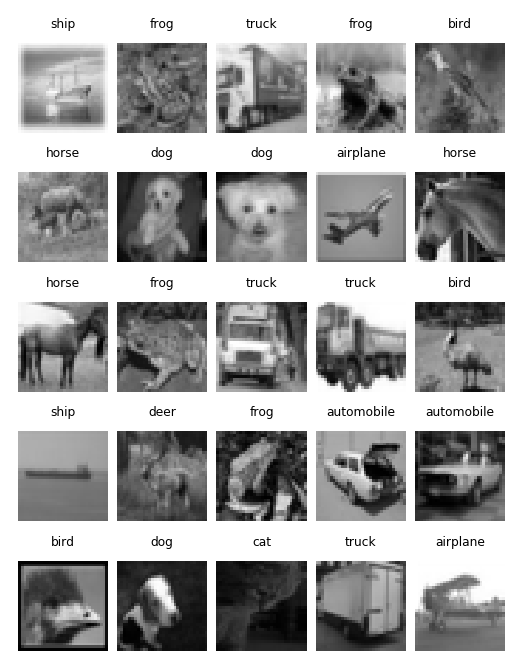 ship frog truck frog bird
horse dog dog airplane horse
horse frog truck truck bird
ship deer frog automobile automobile
bird dog cat truck airplane